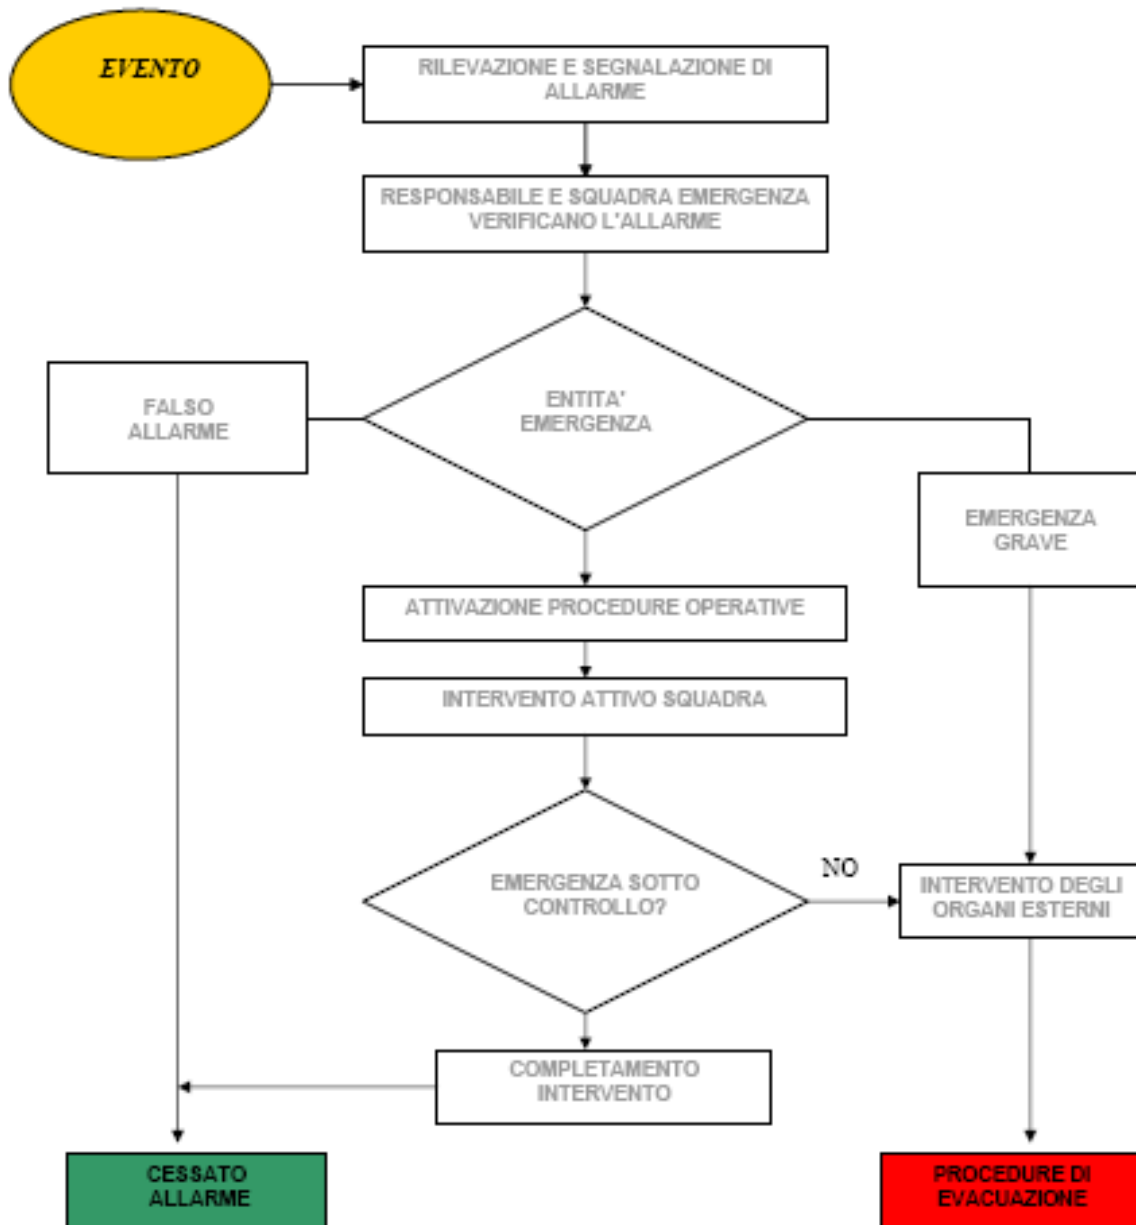 EVENTO
RILEVAZIONE E SEGNALAZIONE DI
ALLARME
RESPONSABILE E SQUADRA EMERGENZA
VERIFICANO L'ALLARME
ENTITA'
EMERGENZA
FALSO
ALLARME
EMERGENZA
GRAVE
ATTIVAZIONE PROCEDURE OPERATIVE
INTERVENTO ATTIVO SQUADRA
EMERGENZA SOTTO
CONTROLLO?
NO
INTERVENTO DEGLI
ORGANI ESTERNI
COMPLETAMENTO
INTERVENTO
CESSATO
ALLARME
PROCEDURE DI
EVACUAZIONE